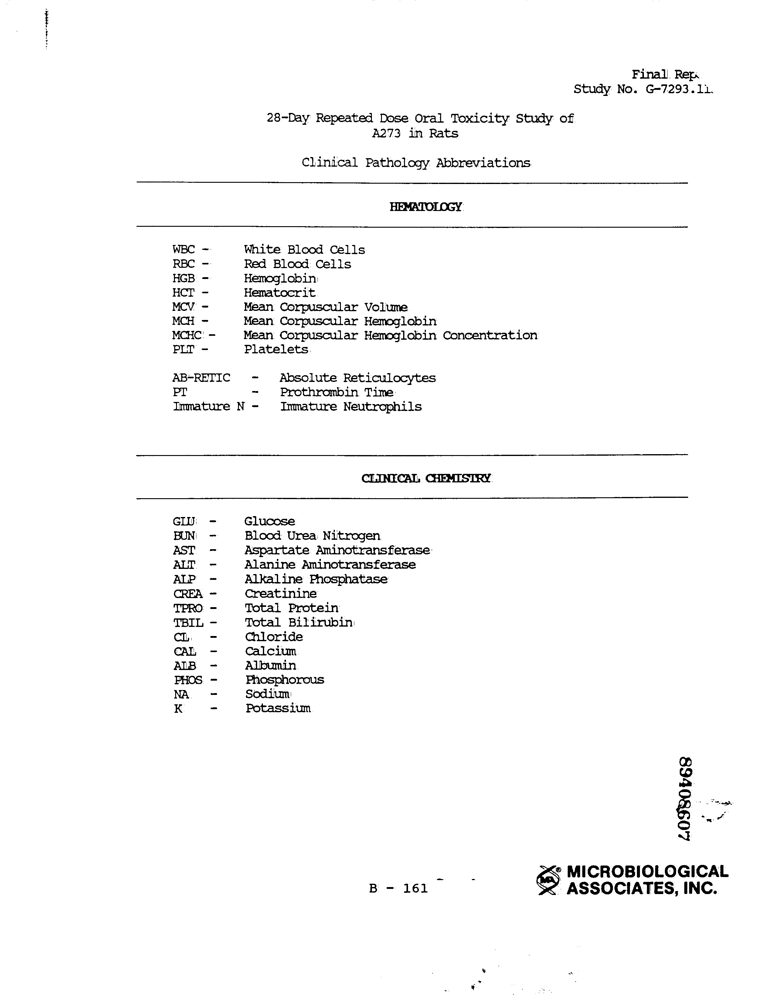 Final Rep
Study No. G-7293.11
28-Day Repeated Dose Oral Toxicity Study of
A273 in Rats
Clinical Pathology Abbreviations
HEMATOLOGY
WBC - White Blood Cells
RBC - Red Blood Cells
HGB - Hemoglobin
HCT - Hematocrit
MCV - Mean Corpuscular Volume
MCH - Mean Corpuscular Hemoglobin
MCHC - Mean Corpuscular Hemoglobin Concentration
PLT - Platelets
AB-RETIC - Absolute Reticulocytes
PT - Prothrombin Time
Immature N - Immature Neutrophils
CLINICAL CHEMISTRY
GLU - Glucose
BUN - Blood Urea Nitrogen
AST - Aspartate Aminotransferase
ALT - Alanine Aminotransferase
ALP - Alkaline Phosphatase
CREA - Creatinine
TPRO - Total Protein
TBIL - Total Bilirubin
CL - Chloride
CAL - Calcium
ALB - Albumin
PHOS - Phosphorous
NA - Sodium
K - Potassium
89408607
B - 161
MICROBIOLOGICAL
ASSOCIATES, INC.